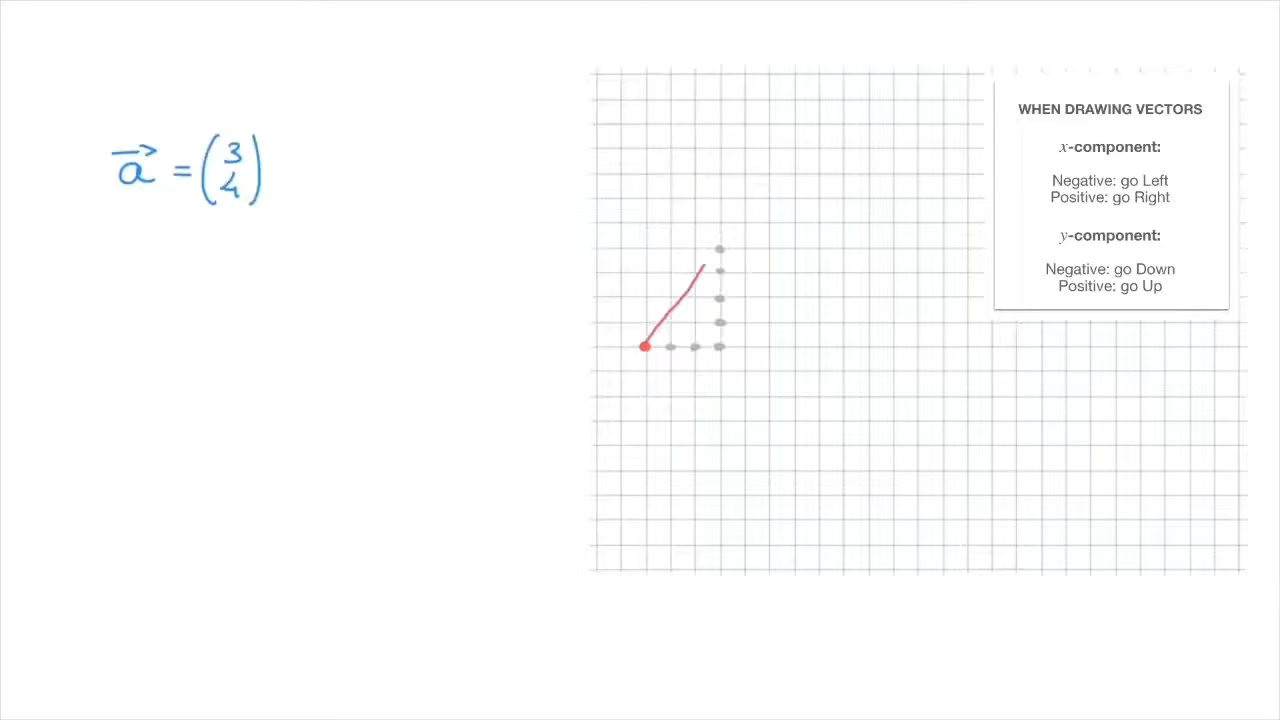 a⃗ = (3
4)
WHEN DRAWING VECTORS
x-component:
Negative: go Left
Positive: go Right
y-component:
Negative: go Down
Positive: go Up